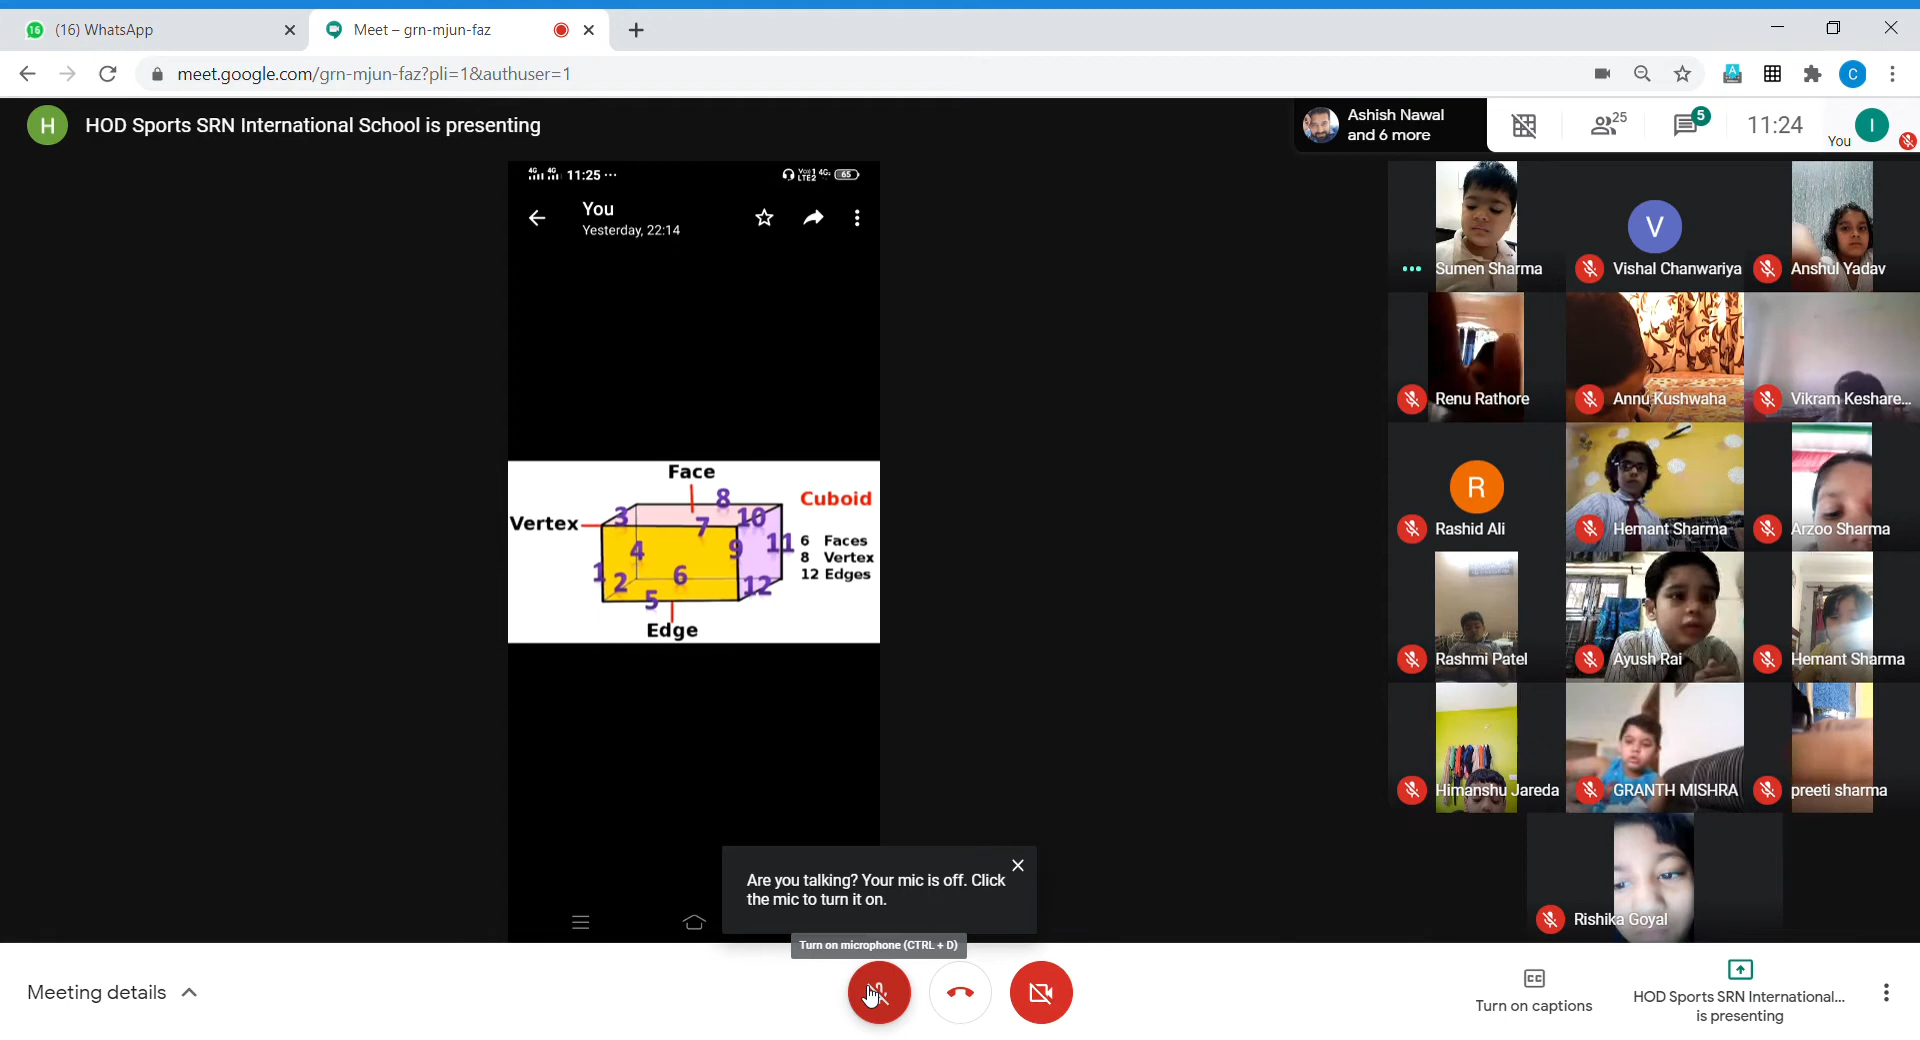 16 (16) WhatsApp
Meet – grn-mjun-faz
meet.google.com/grn-mjun-faz?pli=1&authuser=1
A
C
H HOD Sports SRN International School is presenting
Ashish Nawal
and 6 more
25
5
11:24
You
I
4G 4G 11:25 ···
65
You
Yesterday, 22:14
Face
Cuboid
Vertex
6 Faces
8 Vertex
12 Edges
1
2
3
4
5
6
7
8
9
10
11
12
Edge
Sumen Sharma
V
Vishal Chanwariya
Anshul Yadav
Renu Rathore
Annu Kushwaha
Vikram Keshare...
R
Rashid Ali
Hemant Sharma
Arzoo Sharma
Rashmi Patel
Ayush Rai
Hemant Sharma
Himanshu Jareda
GRANTH MISHRA
preeti sharma
Rishika Goyal
Are you talking? Your mic is off. Click
the mic to turn it on.
Turn on microphone (CTRL + D)
Meeting details
CC
Turn on captions
HOD Sports SRN International...
is presenting